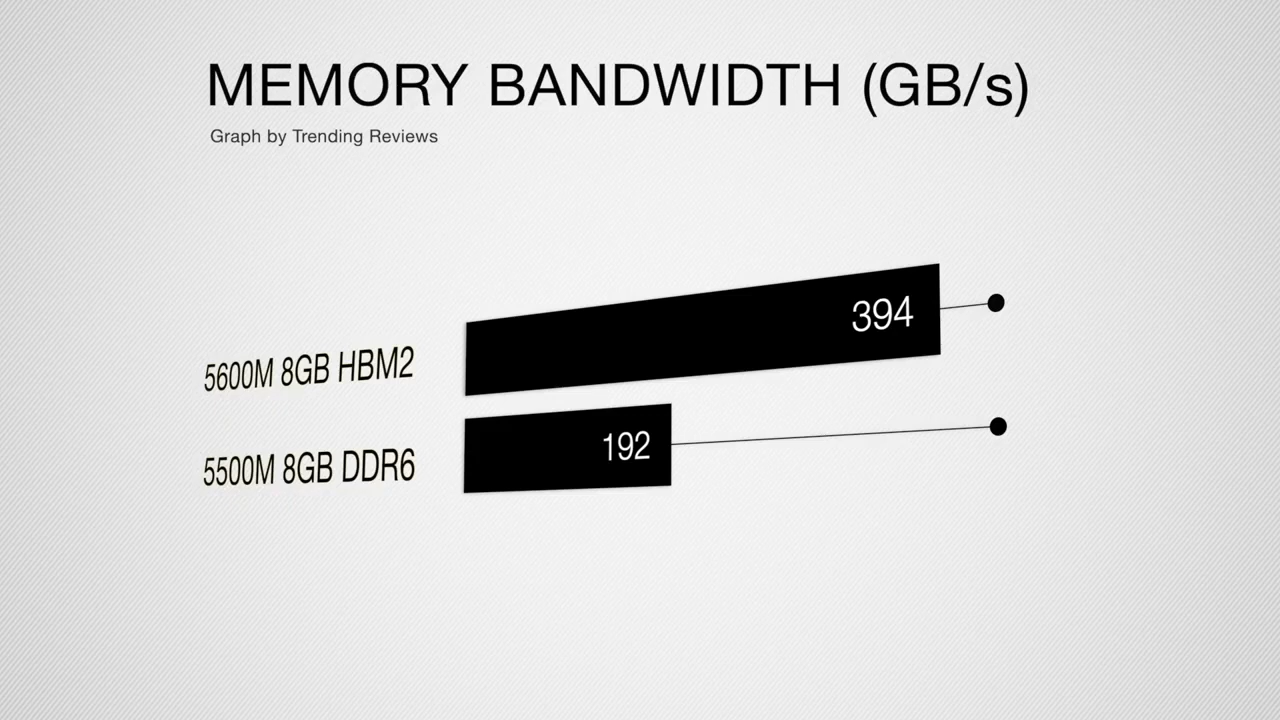 MEMORY BANDWIDTH (GB/s)
Graph by Trending Reviews
5600M 8GB HBM2 394
5500M 8GB DDR6 192